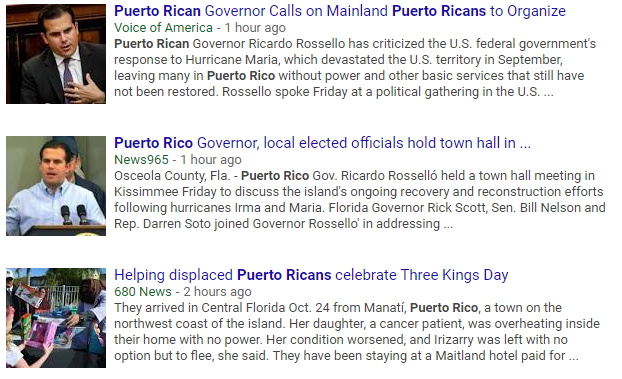 Puerto Rican Governor Calls on Mainland Puerto Ricans to Organize
Voice of America - 1 hour ago
Puerto Rican Governor Ricardo Rossello has criticized the U.S. federal government's
response to Hurricane Maria, which devastated the U.S. territory in September,
leaving many in Puerto Rico without power and other basic services that still have
not been restored. Rossello spoke Friday at a political gathering in the U.S. ...
Puerto Rico Governor, local elected officials hold town hall in ...
News965 - 1 hour ago
Osceola County, Fla. - Puerto Rico Gov. Ricardo Rosselló held a town hall meeting in
Kissimmee Friday to discuss the island's ongoing recovery and reconstruction efforts
following hurricanes Irma and Maria. Florida Governor Rick Scott, Sen. Bill Nelson and
Rep. Darren Soto joined Governor Rossello' in addressing ...
Helping displaced Puerto Ricans celebrate Three Kings Day
680 News - 2 hours ago
They arrived in Central Florida Oct. 24 from Manatí, Puerto Rico, a town on the
northwest coast of the island. Her daughter, a cancer patient, was overheating inside
their home with no power. Her condition worsened, and Irizarry was left with no
option but to flee, she said. They have been staying at a Maitland hotel paid for ...